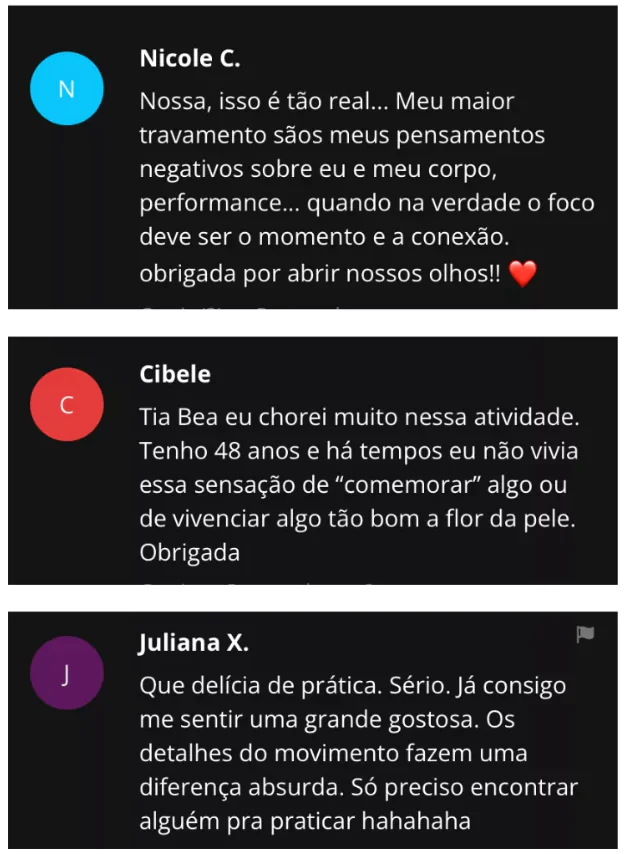 N
Nicole C.
Nossa, isso é tão real... Meu maior
travamento sãos meus pensamentos
negativos sobre eu e meu corpo,
performance... quando na verdade o foco
deve ser o momento e a conexão.
obrigada por abrir nossos olhos!! ❤️
C
Cibele
Tia Bea eu chorei muito nessa atividade.
Tenho 48 anos e há tempos eu não vivia
essa sensação de “comemorar” algo ou
de vivenciar algo tão bom a flor da pele.
Obrigada
J
Juliana X.
Que delícia de prática. Sério. Já consigo
me sentir uma grande gostosa. Os
detalhes do movimento fazem uma
diferença absurda. Só preciso encontrar
alguém pra praticar hahahaha